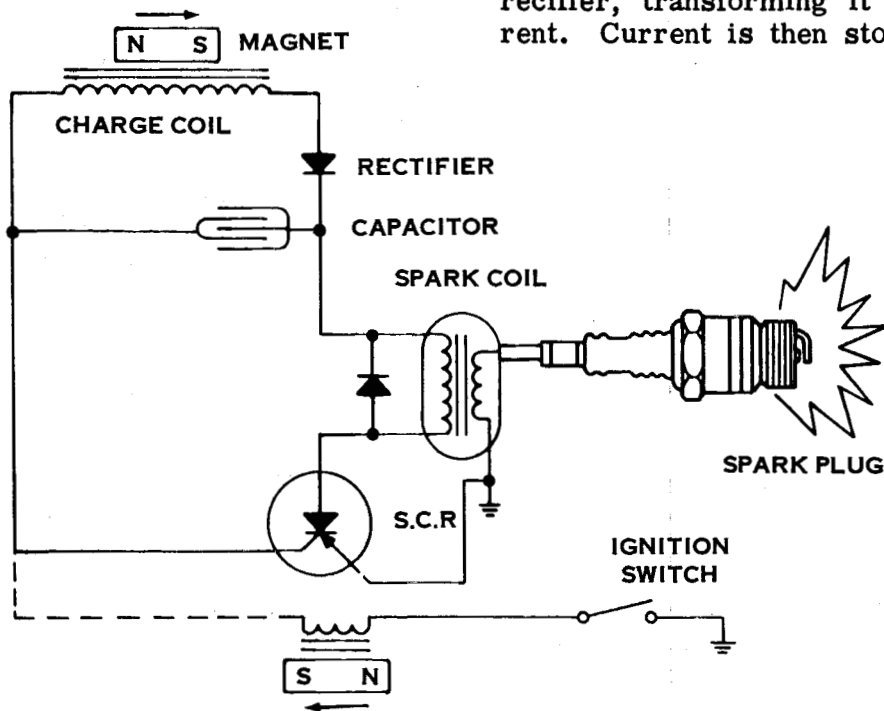 rectifier, transforming it
rent. Current is then sto
N S MAGNET
CHARGE COIL
RECTIFIER
CAPACITOR
SPARK COIL
SPARK PLUG
S.C.R
IGNITION
SWITCH
S N